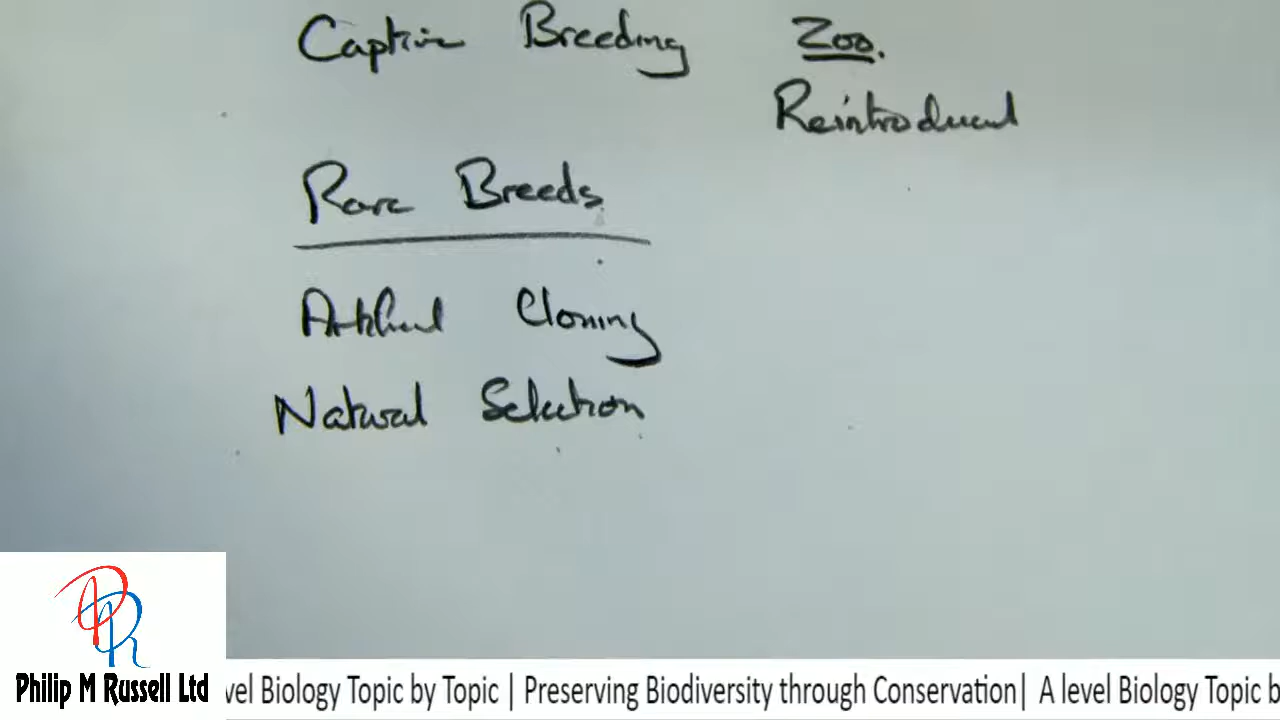 Captive Breeding Zoo.
Reintroduced
Rare Breeds
Artificial Cloning
Natural Selection
Philip M Russell Ltd
vel Biology Topic by Topic | Preserving Biodiversity through Conservation| A level Biology Topic b